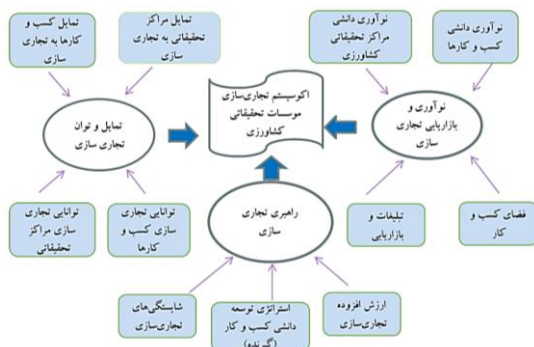 تمایل کسب و
کارها به تجاری
سازی
تمایل مراکز
تحقیقاتی به تجاری
سازی
نوآوری دانشی
مراکز تحقیقاتی
کشاورزی
نوآوری دانشی
کسب و کارها
اکوسیستم تجاری‌سازی
موسسات تحقیقاتی
کشاورزی
تمایل و توان
تجاری سازی
نوآوری و
بازاریابی تجاری
سازی
توانایی تجاری
سازی مراکز
تحقیقاتی
توانایی تجاری
سازی کسب و
کارها
راهبری تجاری
سازی
تبلیغات و
بازاریابی
فضای کسب و
کار
شایستگی‌های
تجاری‌سازی
استراتژی توسعه
دانشی کسب و کار
(گیرنده)
ارزش افزوده
تجاری‌سازی